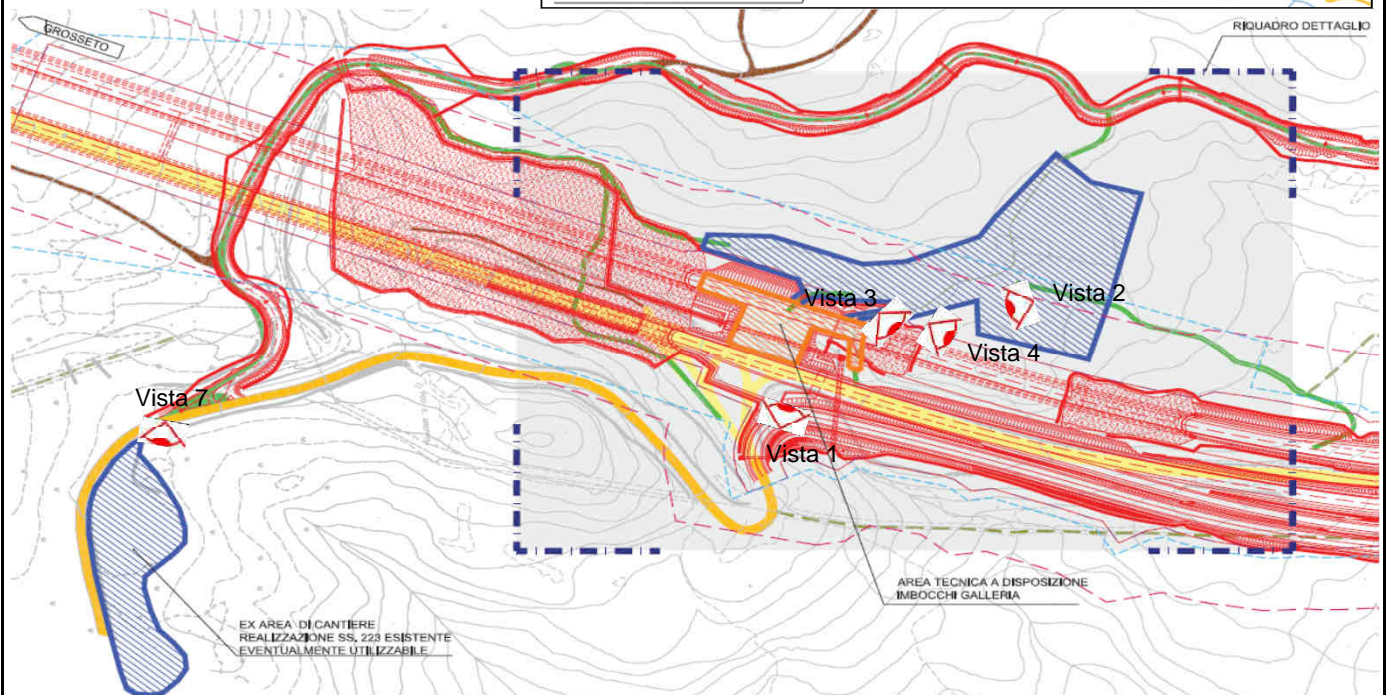 GROSSETO
RIQUADRO DETTAGLIO
Vista 3
Vista 2
Vista 4
Vista 7
Vista 1
AREA TECNICA A DISPOSIZIONE
IMBOCCHI GALLERIA
EX AREA DI CANTIERE
REALIZZAZIONE SS. 223 ESISTENTE
EVENTUALMENTE UTILIZZABILE